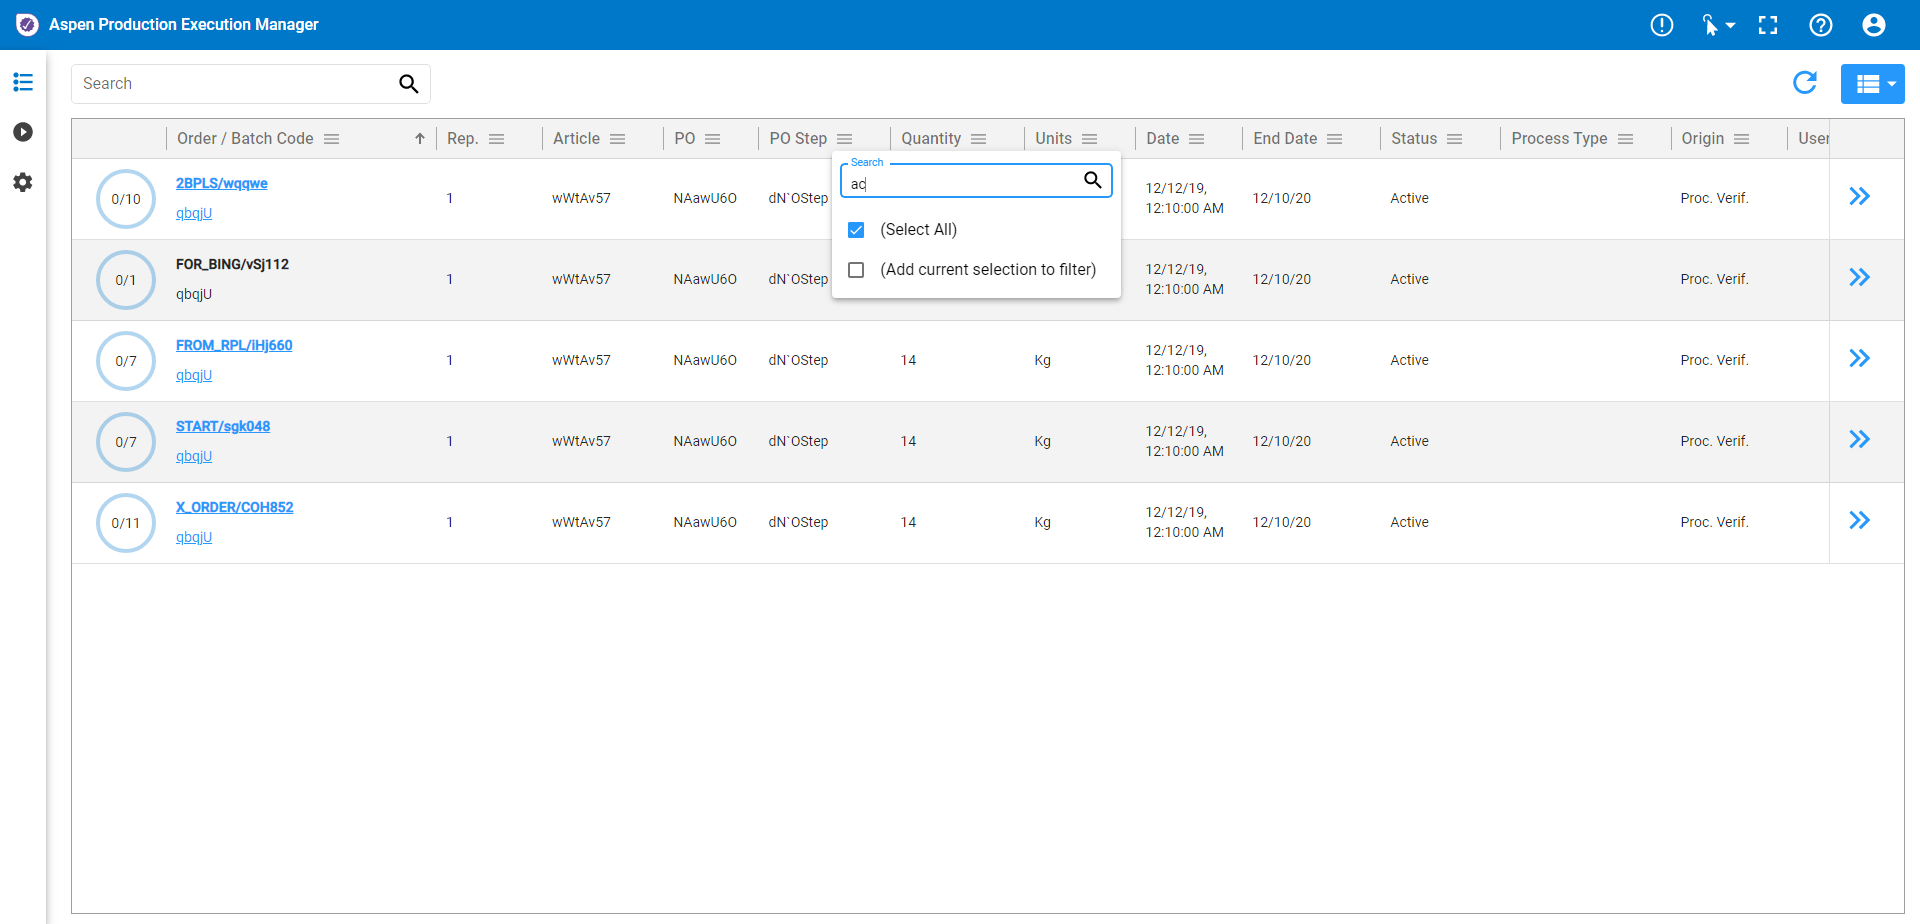 Aspen Production Execution Manager
Search
Order / Batch Code Rep. Article PO PO Step Quantity Units Date End Date Status Process Type Origin User
Search
ac
(Select All)
(Add current selection to filter)
0/10 2BPLS/wqqwe qbqjU 1 wWtAv57 NAawU6O dN`OStep 12/12/19, 12:10:00 AM 12/10/20 Active Proc. Verif.
0/1 FOR_BING/vSj112 qbqjU 1 wWtAv57 NAawU6O dN`OStep 12/12/19, 12:10:00 AM 12/10/20 Active Proc. Verif.
0/7 FROM_RPL/iHj660 qbqjU 1 wWtAv57 NAawU6O dN`OStep 14 Kg 12/12/19, 12:10:00 AM 12/10/20 Active Proc. Verif.
0/7 START/sgk048 qbqjU 1 wWtAv57 NAawU6O dN`OStep 14 Kg 12/12/19, 12:10:00 AM 12/10/20 Active Proc. Verif.
0/11 X_ORDER/COH852 qbqjU 1 wWtAv57 NAawU6O dN`OStep 14 Kg 12/12/19, 12:10:00 AM 12/10/20 Active Proc. Verif.